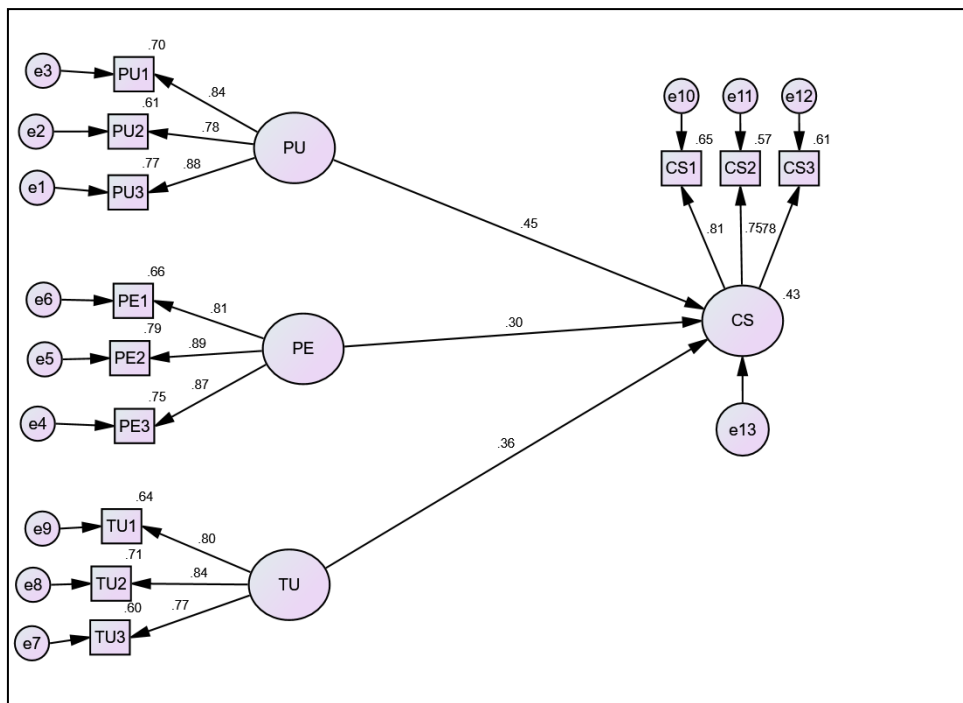 .70
e3
PU1
.84
.61
e2
PU2
.78
PU
.77
.88
e1
PU3
e10
e11
e12
.65
.57
.61
CS1
CS2
CS3
.81
.75
.78
.45
.43
CS
.66
e6
PE1
.81
.79
e5
PE2
.89
PE
.30
.75
.87
e4
PE3
e13
.36
.64
e9
TU1
.80
.71
e8
TU2
.84
TU
.60
.77
e7
TU3